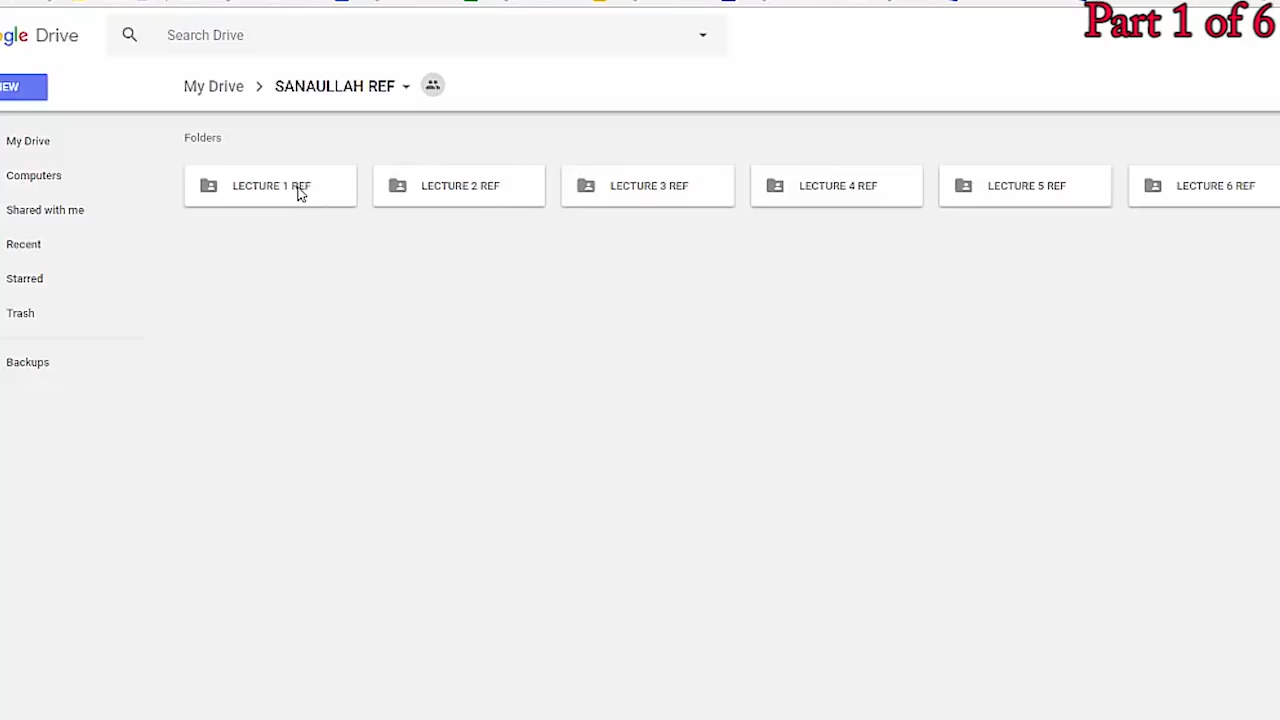 Part 1 of 6
gle Drive
Search Drive
NEW
My Drive > SANAULLAH REF
My Drive
Folders
Computers
LECTURE 1 REF
LECTURE 2 REF
LECTURE 3 REF
LECTURE 4 REF
LECTURE 5 REF
LECTURE 6 REF
Shared with me
Recent
Starred
Trash
Backups